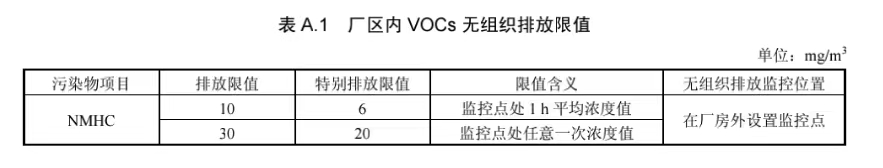 表 A.1 厂区内 VOCs 无组织排放限值
单位：mg/m³
污染物项目 排放限值 特别排放限值 限值含义 无组织排放监控位置
NMHC 10 6 监控点处 1 h 平均浓度值 在厂房外设置监控点
30 20 监控点处任意一次浓度值